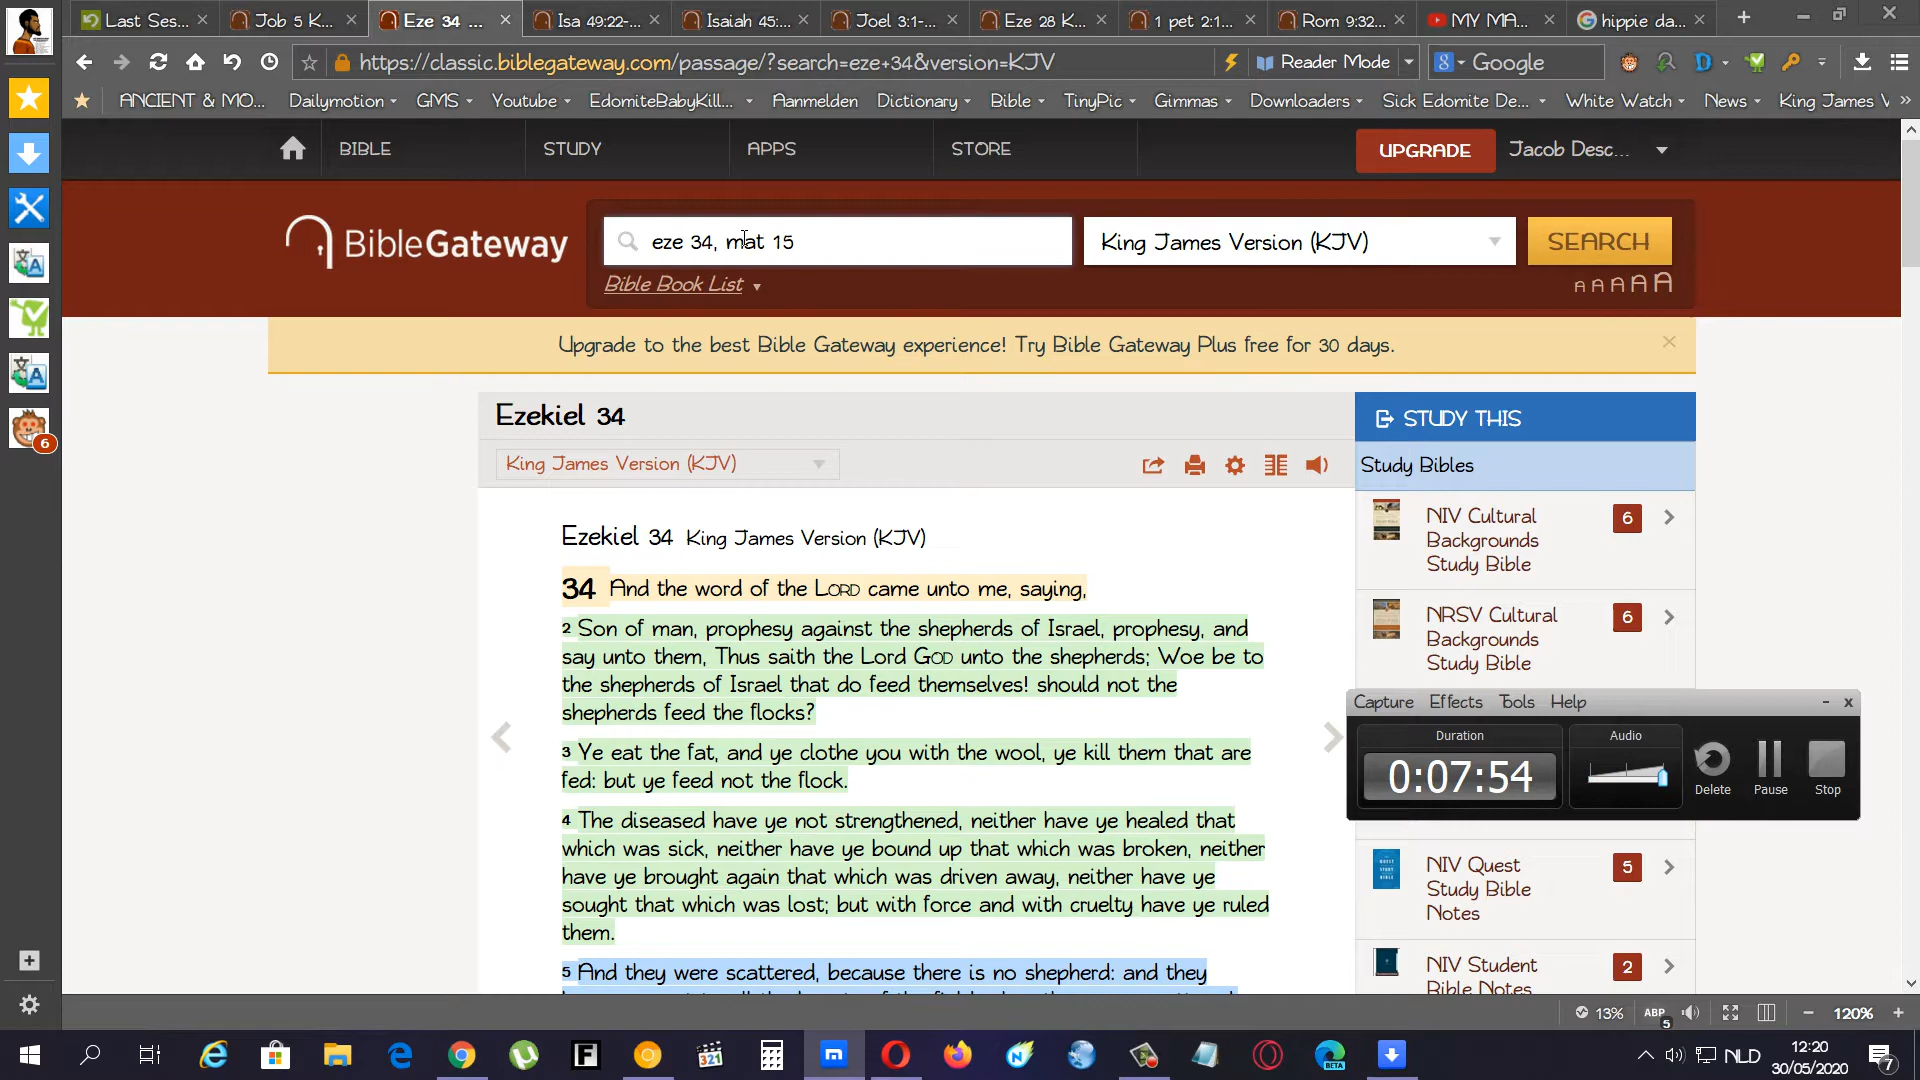 Last Ses...
Job 5 K...
Eze 34 ...
Isa 49:22-...
Isaiah 45:...
Joel 3:1-...
Eze 28 K...
1 pet 2:1...
Rom 9:32...
MY MA...
hippie da...
https://classic.biblegateway.com/passage/?search=eze+34&version=KJV
Reader Mode
Google
ANCIENT & MO...
Dailymotion
GMS
Youtube
EdomiteBabyKill...
Aanmelden
Dictionary
Bible
TinyPic
Gimmas
Downloaders
Sick Edomite De...
White Watch
News
King James V
BIBLE
STUDY
APPS
STORE
UPGRADE
Jacob Desc...
BibleGateway
eze 34, mat 15
King James Version (KJV)
SEARCH
Bible Book List
A A A A A
Upgrade to the best Bible Gateway experience! Try Bible Gateway Plus free for 30 days.
Ezekiel 34
King James Version (KJV)
Ezekiel 34 King James Version (KJV)
34 And the word of the LORD came unto me, saying,
2 Son of man, prophesy against the shepherds of Israel, prophesy, and
say unto them, Thus saith the Lord GOD unto the shepherds; Woe be to
the shepherds of Israel that do feed themselves! should not the
shepherds feed the flocks?
3 Ye eat the fat, and ye clothe you with the wool, ye kill them that are
fed: but ye feed not the flock.
4 The diseased have ye not strengthened, neither have ye healed that
which was sick, neither have ye bound up that which was broken, neither
have ye brought again that which was driven away, neither have ye
sought that which was lost; but with force and with cruelty have ye ruled
them.
5 And they were scattered, because there is no shepherd: and they
STUDY THIS
Study Bibles
NIV Cultural
Backgrounds
Study Bible
6
NRSV Cultural
Backgrounds
Study Bible
6
Capture Effects Tools Help
Duration
0:07:54
Audio
Delete
Pause
Stop
NIV Quest
Study Bible
Notes
5
NIV Student
Bible Notes
2
6
13%
ABP
5
120%
321
BETA
NLD
12:20
30/05/2020
7